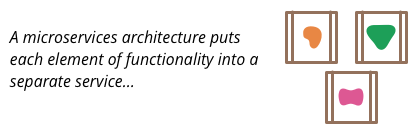 A microservices architecture puts
each element of functionality into a
separate service...